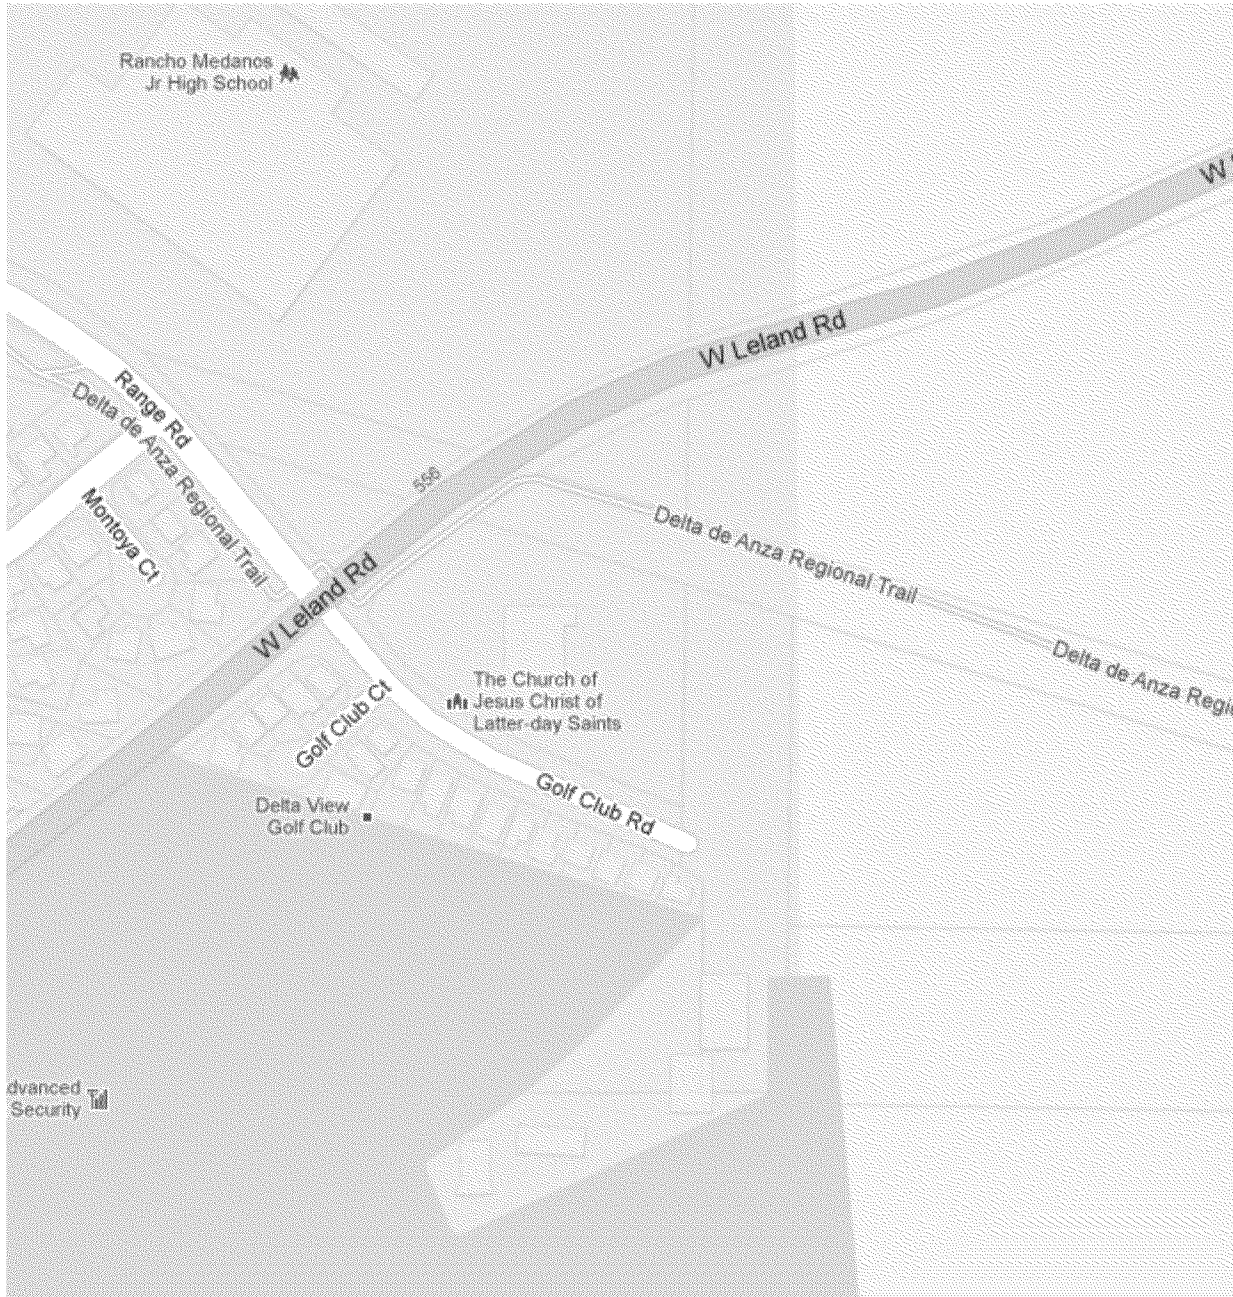 Rancho Medanos
Jr High School
W
W Leland Rd
Range Rd
Delta de Anza Regional Trail
556
Montoya Ct
Delta de Anza Regional Trail
W Leland Rd
Delta de Anza Regio
The Church of
Jesus Christ of
Latter-day Saints
Golf Club Ct
Golf Club Rd
Delta View
Golf Club
dvanced
Security